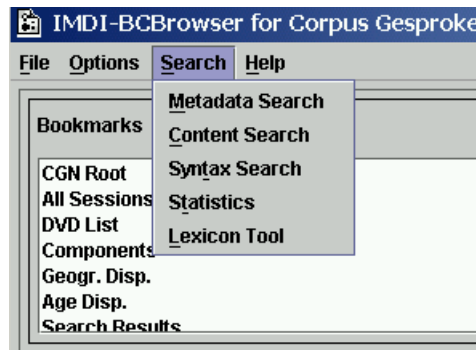 IMDI-BCBrowser for Corpus Gesproke
File Options Search Help
Metadata Search
Content Search
Syntax Search
Statistics
Lexicon Tool
Bookmarks
CGN Root
All Sessions
DVD List
Components
Geogr. Disp.
Age Disp.
Search Results